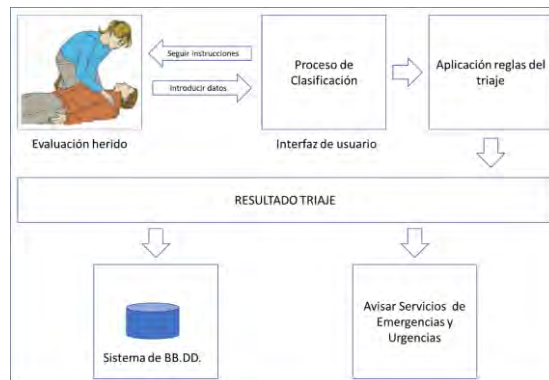 Seguir instrucciones
Introducir datos
Proceso de
Clasificación
Aplicación reglas del
triaje
Evaluación herido
Interfaz de usuario
RESULTADO TRIAJE
Sistema de BB.DD.
Avisar Servicios de
Emergencias y
Urgencias